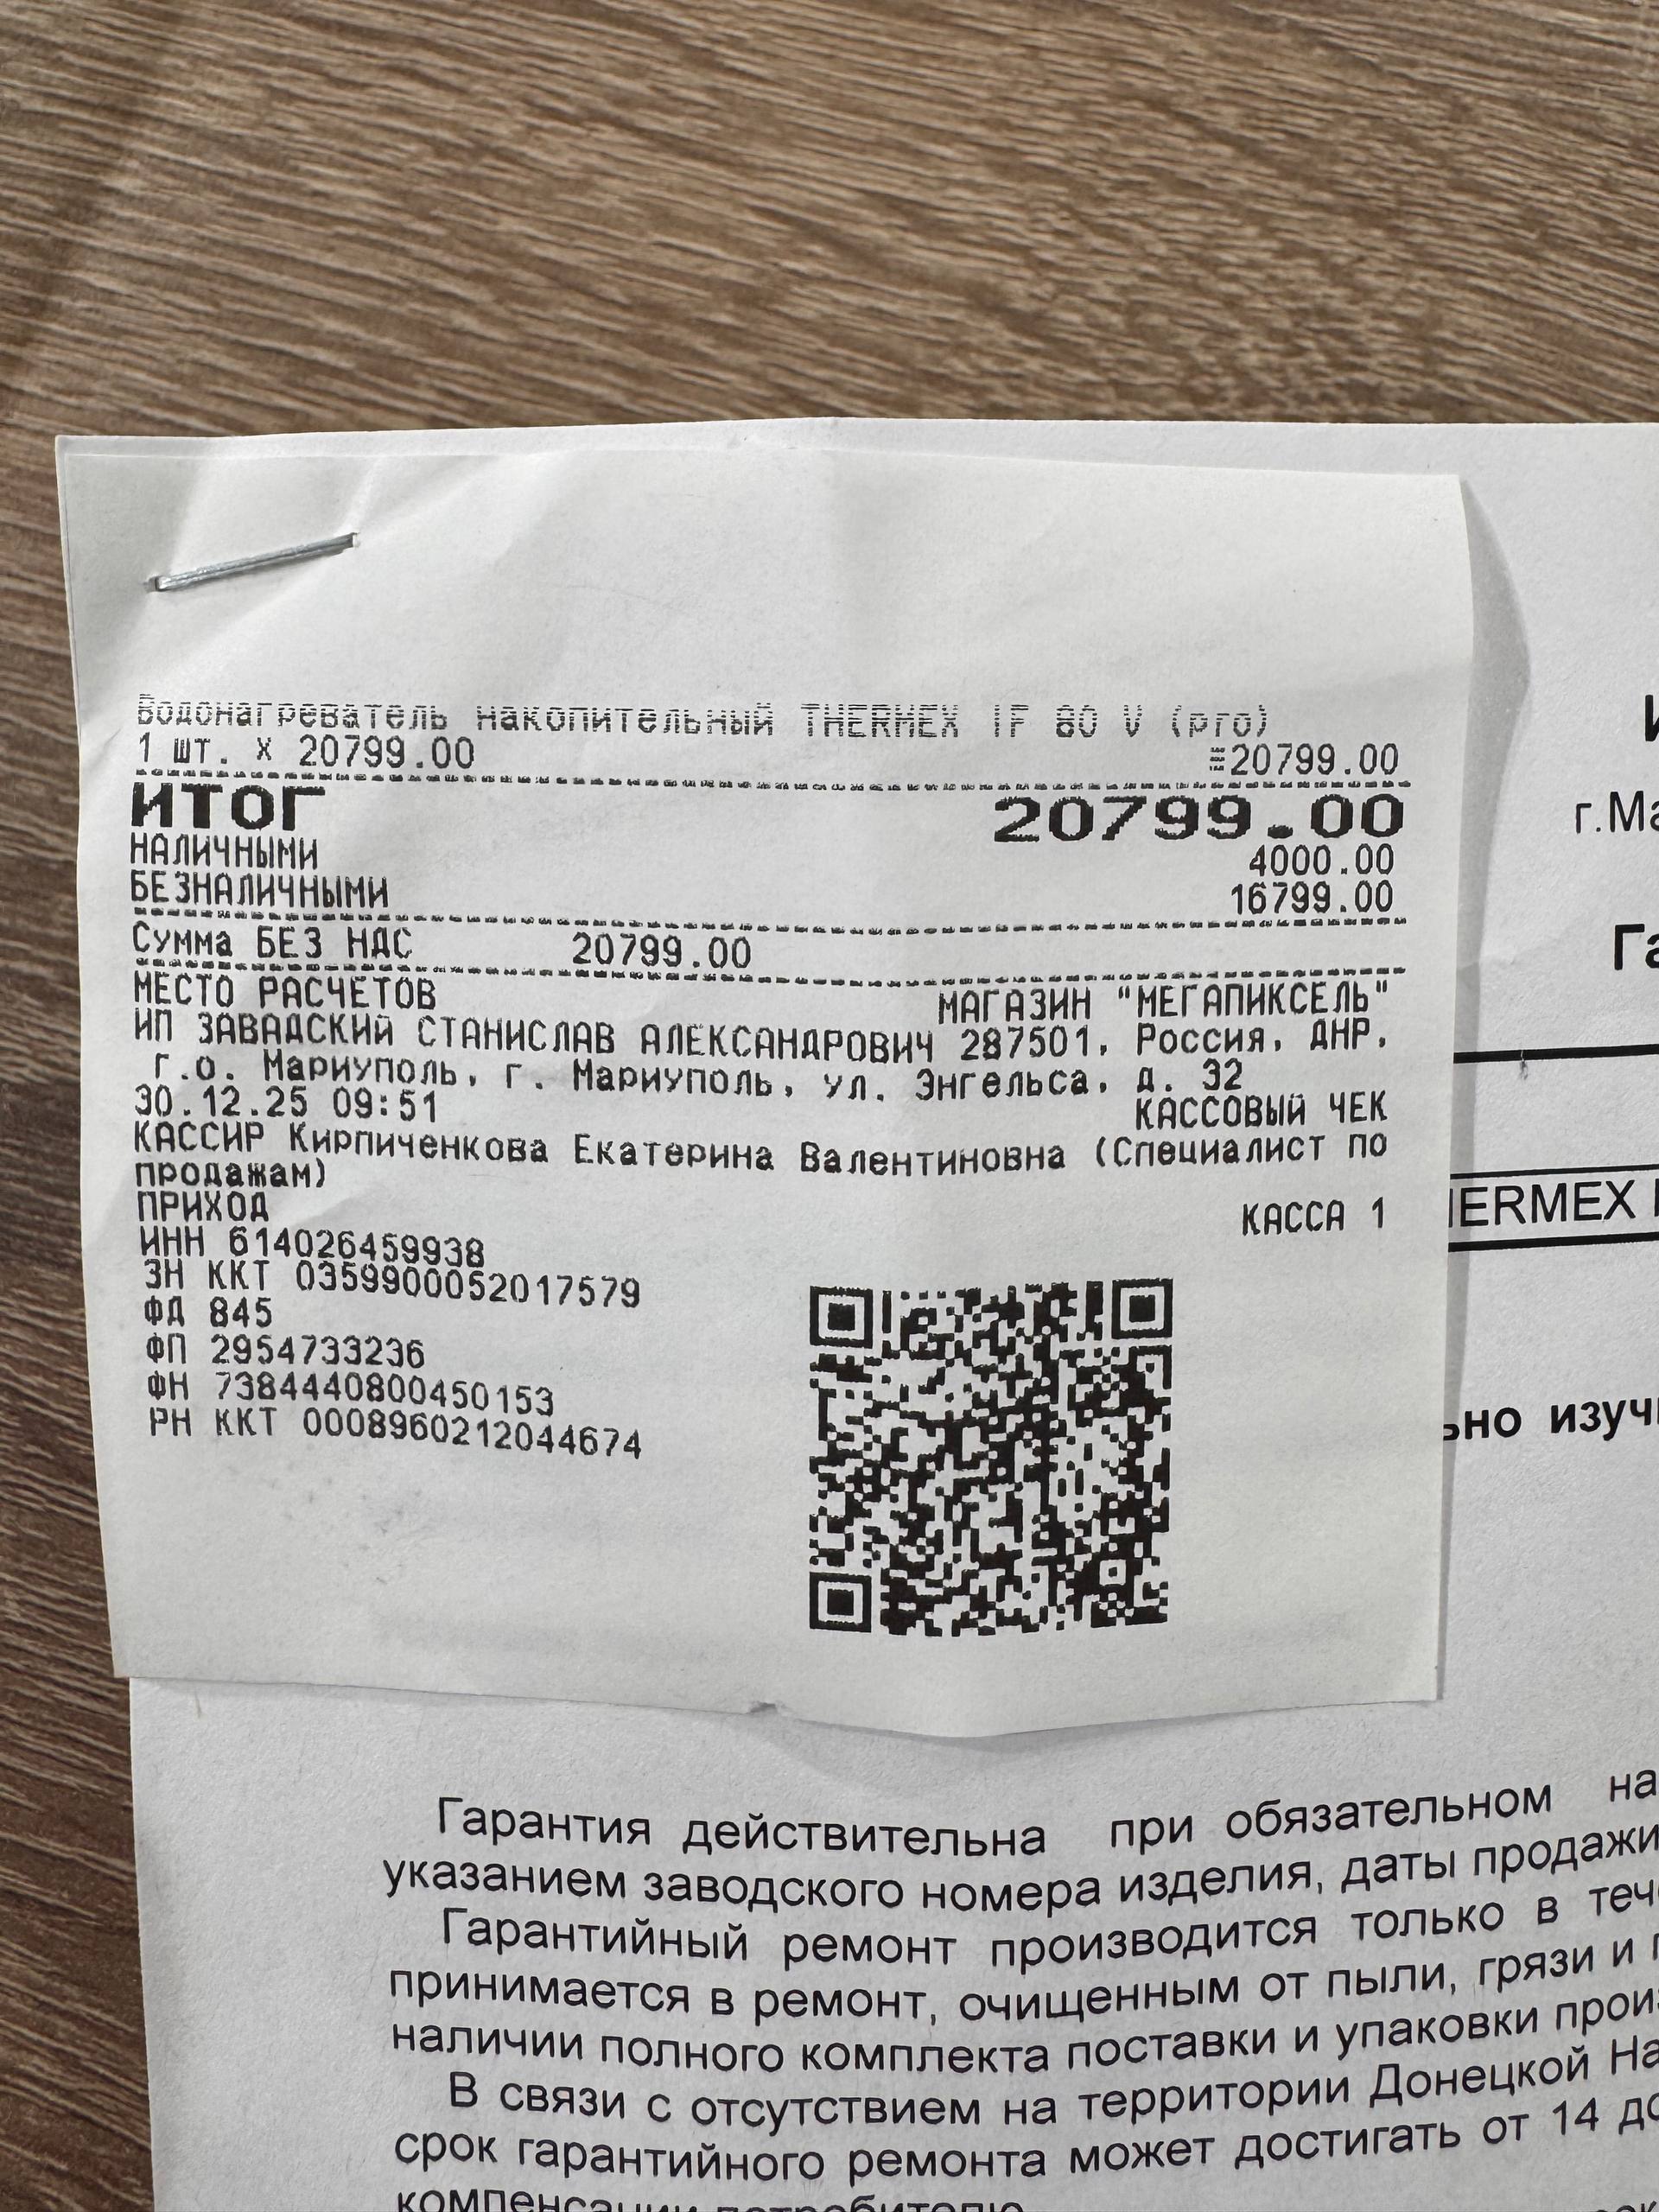 Водонагреватель накопительный THERMEX IF 80 V (pro)
1 шт. x 20799.00 =20799.00
ИТОГ 20799.00
НАЛИЧНЫМИ 4000.00
БЕЗНАЛИЧНЫМИ 16799.00
Сумма БЕЗ НДС 20799.00
МЕСТО РАСЧЕТОВ МАГАЗИН "МЕГАПИКСЕЛЬ"
ИП ЗАВАДСКИЙ СТАНИСЛАВ АЛЕКСАНДРОВИЧ 287501, Россия, ДНР,
г.о. Мариуполь, г. Мариуполь, ул. Энгельса, д. 32
30.12.25 09:51 КАССОВЫЙ ЧЕК
КАССИР Кирпиченкова Екатерина Валентиновна (Специалист по
продажам)
ПРИХОД КАССА 1
ИНН 614026459938
ЗН ККТ 0359900052017579
ФД 845
ФП 2954733236
ФН 7384440800450153
РН ККТ 0008960212044674
г.Ма
Га
ERMEX
ьно изуч
Гарантия действительна при обязательном на
указанием заводского номера изделия, даты продажи
Гарантийный ремонт производится только в теч
принимается в ремонт, очищенным от пыли, грязи и
наличии полного комплекта поставки и упаковки прои
В связи с отсутствием на территории Донецкой На
срок гарантийного ремонта может достигать от 14 до